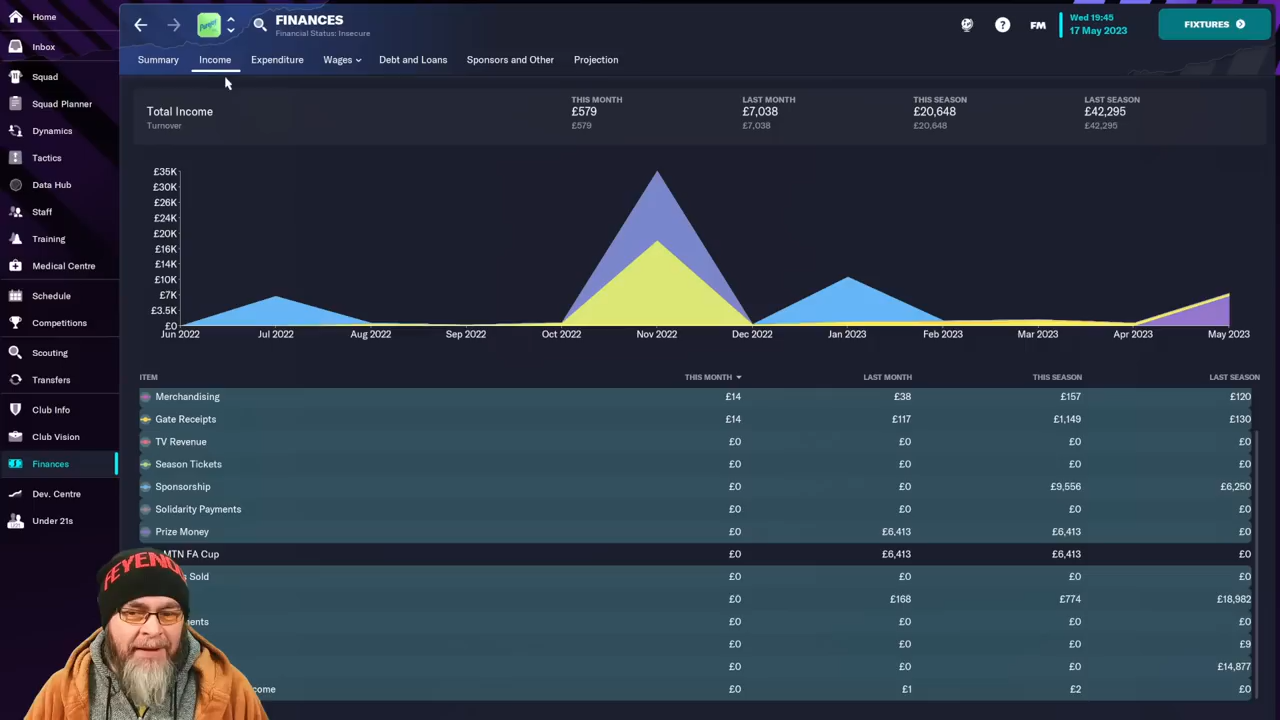 Home
Inbox
Squad
Squad Planner
Dynamics
Tactics
Data Hub
Staff
Training
Medical Centre
Schedule
Competitions
Scouting
Transfers
Club Info
Club Vision
Finances
Dev. Centre
Under 21s
FINANCES
Financial Status: Insecure
FM
Wed 19:45
17 May 2023
FIXTURES
Summary Income Expenditure Wages Debt and Loans Sponsors and Other Projection
THIS MONTH LAST MONTH THIS SEASON LAST SEASON
Total Income £579 £7,038 £20,648 £42,295
Turnover £579 £7,038 £20,648 £42,295
£35K
£30K
£26K
£24K
£20K
£16K
£14K
£10K
£7K
£3.5K
£0
Jun 2022 Jul 2022 Aug 2022 Sep 2022 Oct 2022 Nov 2022 Dec 2022 Jan 2023 Feb 2023 Mar 2023 Apr 2023 May 2023
ITEM THIS MONTH LAST MONTH THIS SEASON LAST SEASON
Merchandising £14 £38 £157 £120
Gate Receipts £14 £117 £1,149 £130
TV Revenue £0 £0 £0 £0
Season Tickets £0 £0 £0 £0
Sponsorship £0 £0 £9,556 £6,250
Solidarity Payments £0 £0 £0 £0
Prize Money £0 £6,413 £6,413 £0
MTN FA Cup £0 £6,413 £6,413 £0
s Sold £0 £0 £0 £0
£0 £168 £774 £18,982
ents £0 £0 £0 £0
£0 £0 £0 £9
£0 £0 £0 £14,877
come £0 £1 £2 £0
FEYENO